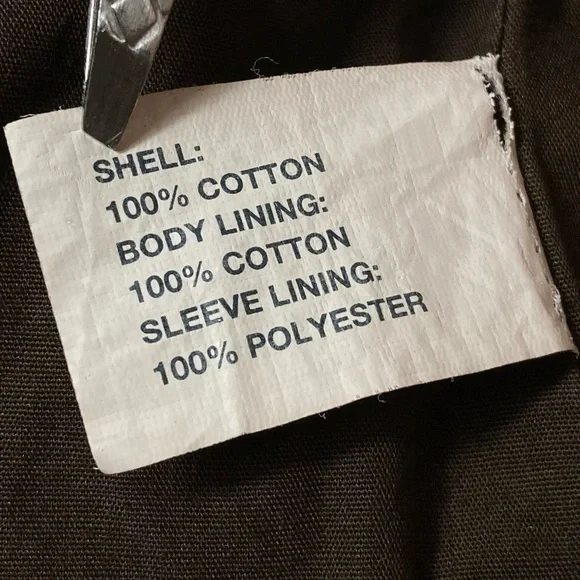 SHELL:
100% COTTON
BODY LINING:
100% COTTON
SLEEVE LINING:
100% POLYESTER